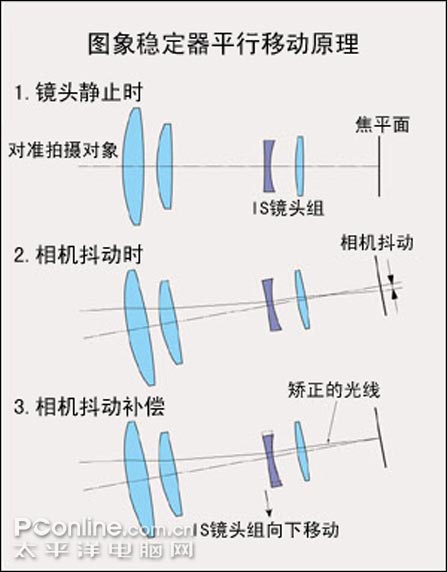 图象稳定器平行移动原理
1. 镜头静止时
焦平面
对准拍摄对象
IS镜头组
2. 相机抖动时
相机抖动
3. 相机抖动补偿
矫正的光线
IS镜头组向下移动
PConline.com.cn
太平洋电脑网